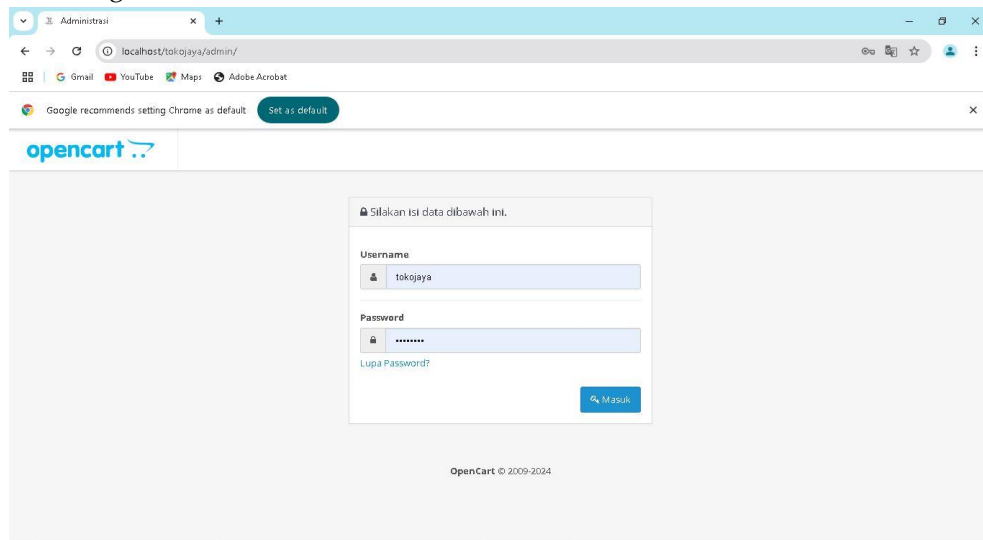 Administrasi
localhost/tokojaya/admin/
Gmail YouTube Maps Adobe Acrobat
Google recommends setting Chrome as default Set as default
opencart
Silakan isi data dibawah ini.
Username
tokojaya
Password
••••••••
Lupa Password?
Masuk
OpenCart © 2009-2024